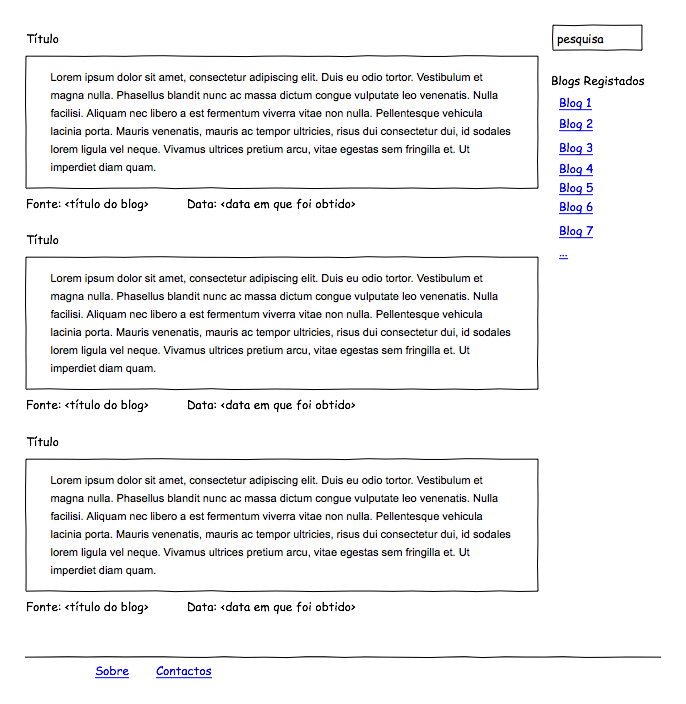 Título
Lorem ipsum dolor sit amet, consectetur adipiscing elit. Duis eu odio tortor. Vestibulum et
magna nulla. Phasellus blandit nunc ac massa dictum congue vulputate leo venenatis. Nulla
facilisi. Aliquam nec libero a est fermentum viverra vitae non nulla. Pellentesque vehicula
lacinia porta. Mauris venenatis, mauris ac tempor ultricies, risus dui consectetur dui, id sodales
lorem ligula vel neque. Vivamus ultrices pretium arcu, vitae egestas sem fringilla et. Ut
imperdiet diam quam.
Fonte: <título do blog> Data: <data em que foi obtido>
Título
Lorem ipsum dolor sit amet, consectetur adipiscing elit. Duis eu odio tortor. Vestibulum et
magna nulla. Phasellus blandit nunc ac massa dictum congue vulputate leo venenatis. Nulla
facilisi. Aliquam nec libero a est fermentum viverra vitae non nulla. Pellentesque vehicula
lacinia porta. Mauris venenatis, mauris ac tempor ultricies, risus dui consectetur dui, id sodales
lorem ligula vel neque. Vivamus ultrices pretium arcu, vitae egestas sem fringilla et. Ut
imperdiet diam quam.
Fonte: <título do blog> Data: <data em que foi obtido>
Título
Lorem ipsum dolor sit amet, consectetur adipiscing elit. Duis eu odio tortor. Vestibulum et
magna nulla. Phasellus blandit nunc ac massa dictum congue vulputate leo venenatis. Nulla
facilisi. Aliquam nec libero a est fermentum viverra vitae non nulla. Pellentesque vehicula
lacinia porta. Mauris venenatis, mauris ac tempor ultricies, risus dui consectetur dui, id sodales
lorem ligula vel neque. Vivamus ultrices pretium arcu, vitae egestas sem fringilla et. Ut
imperdiet diam quam.
Fonte: <título do blog> Data: <data em que foi obtido>
pesquisa
Blogs Registados
Blog 1
Blog 2
Blog 3
Blog 4
Blog 5
Blog 6
Blog 7
...
Sobre Contactos